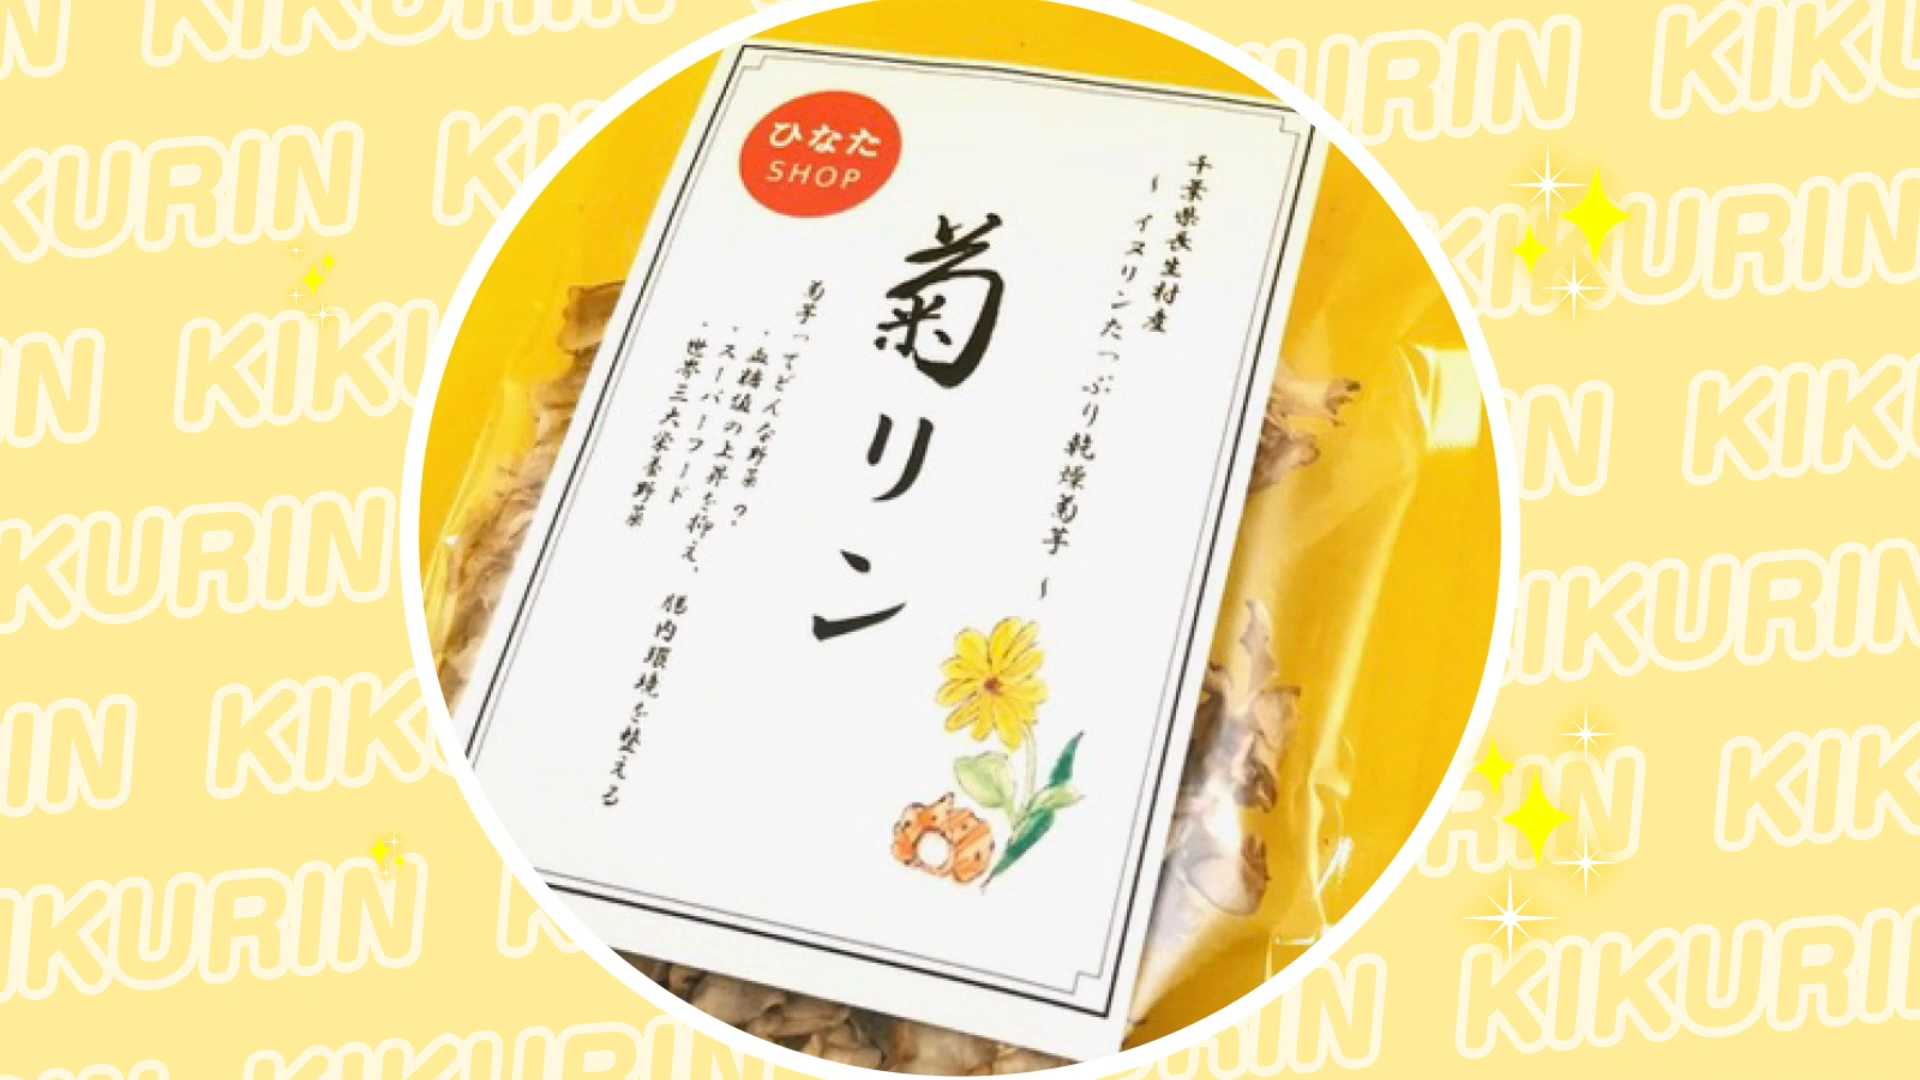 KIKURIN
ひなた
SHOP
千葉県長生村産
~ イヌリンたっぷり乾燥菊芋 ~
菊リン
菊芋ってどんな野菜?
・血糖値の上昇を抑え、腸内環境を整える
・スーパーフード
・世界三大栄養野菜